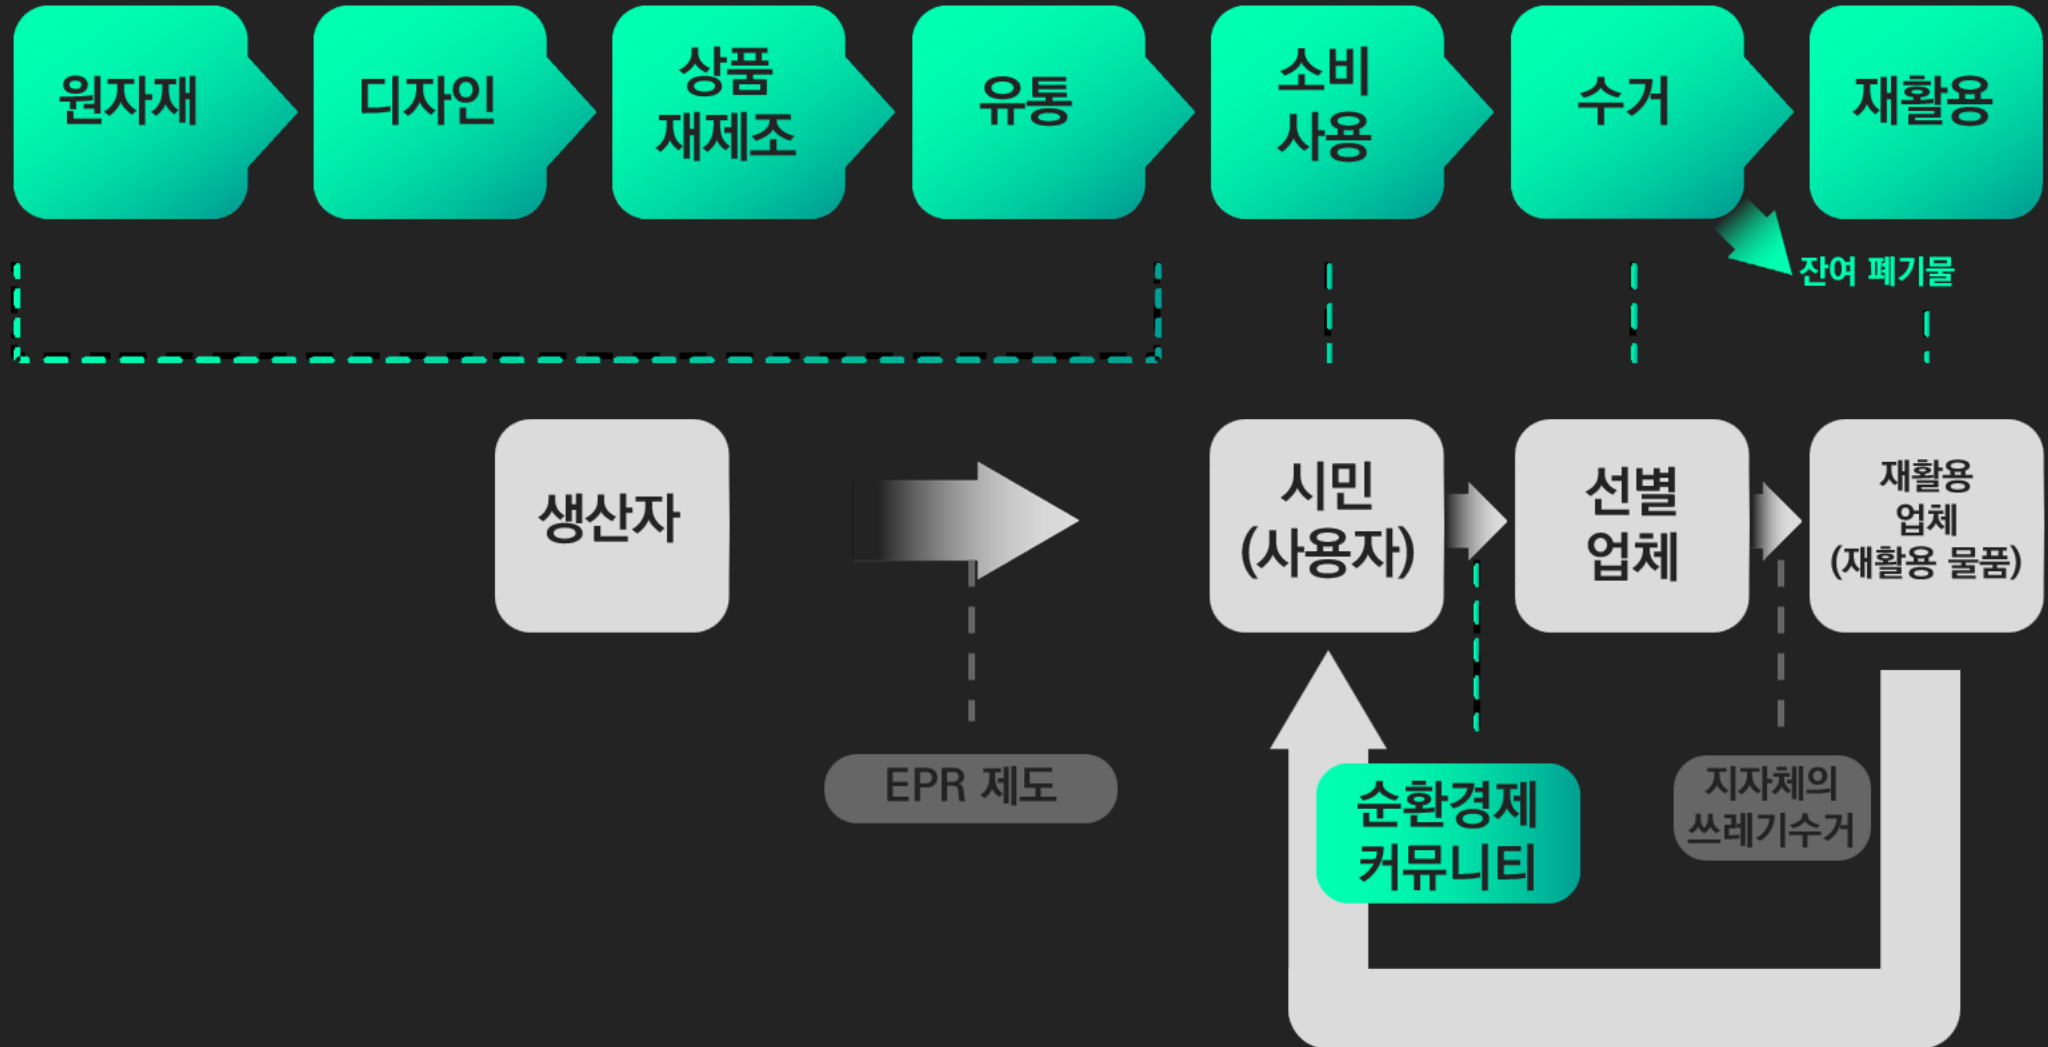 원자재
디자인
상품
재제조
유통
소비
사용
수거
재활용
잔여 폐기물
생산자
시민
(사용자)
선별
업체
재활용
업체
(재활용 물품)
EPR 제도
순환경제
커뮤니티
지자체의
쓰레기수거